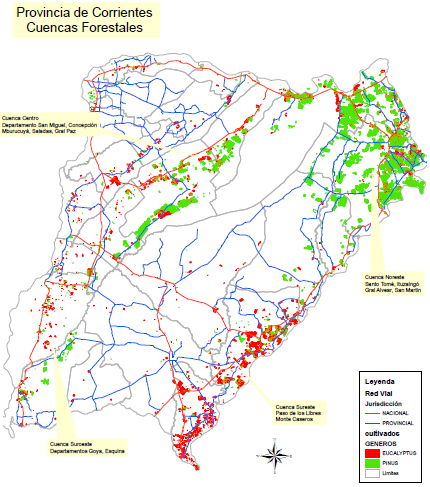 Provincia de Corrientes
Cuencas Forestales
Cuenca Centro
Departamento San Miguel, Concepción
Mburucuyá, Saladas, Gral Paz
Cuenca Noreste
Santo Tomé, Ituzaingó
Gral Alvear, San Martín
Cuenca Sureste
Paso de los Libres
Monte Caseros
Cuenca Suroeste
Departamentos Goya, Esquina
Leyenda
Red Vial
Jurisdicción
NACIONAL
PROVINCIAL
cultivados
GENEROS
EUCALYPTUS
PINUS
Limites